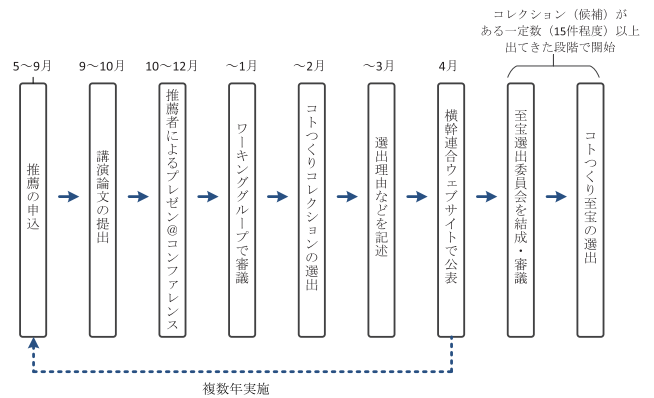 コレクション（候補）が
ある一定数（15件程度）以上
出てきた段階で開始
5～9月
9～10月
10～12月
～1月
～2月
～3月
4月
推薦の申込
講演論文の提出
推薦者によるプレゼン@コンファレンス
ワーキンググループで審議
コトつくりコレクションの選出
選出理由などを記述
横幹連合ウェブサイトで公表
至宝選出委員会を結成・審議
コトつくり至宝の選出
複数年実施